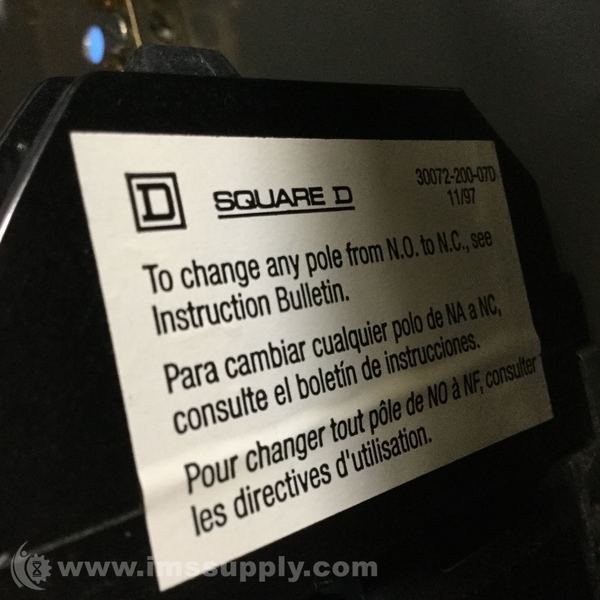 D SQUARE D 30072-200-07D
11/97
To change any pole from N.O. to N.C., see
Instruction Bulletin.
Para cambiar cualquier polo de NA a NC,
consulte el boletín de instrucciones.
Pour changer tout pôle de NO à NF, consulter
les directives d'utilisation.
www.imssupply.com